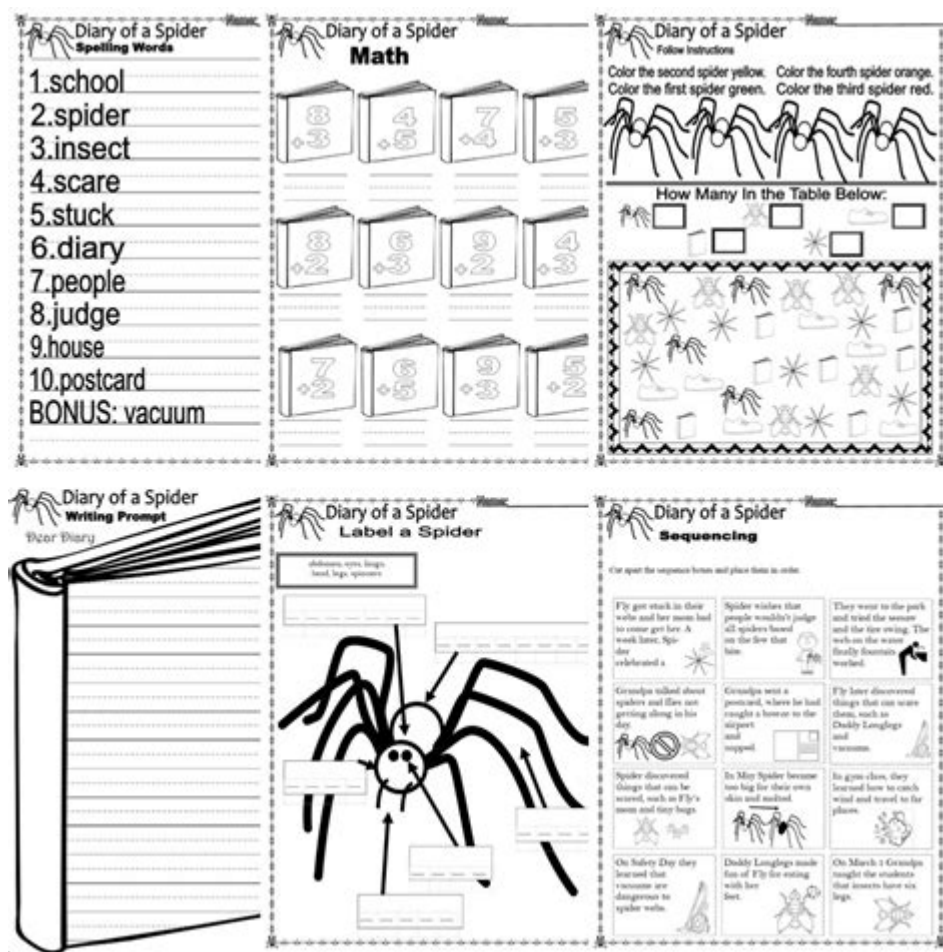 Name:
Diary of a Spider
Spelling Words
1.school
2.spider
3.insect
4.scare
5.stuck
6.diary
7.people
8.judge
9.house
10.postcard
BONUS: vacuum
Name:
Diary of a Spider
Math
8 4 7 5
+3 +5 +4 +3
8 6 9 4
+2 +3 +2 +3
7 6 9 5
+2 +5 +3 +2
Name:
Diary of a Spider
Follow Instructions
Color the second spider yellow. Color the fourth spider orange.
Color the first spider green. Color the third spider red.
How Many In the Table Below:
Diary of a Spider
Writing Prompt
Dear Diary
Name:
Diary of a Spider
Label a Spider
abdomen, eyes, fangs,
head, legs, spinners
Name:
Diary of a Spider
Sequencing
Cut apart the sequence boxes and place them in order.
Fly got stuck in their
webs and her mom had
to come get her. A
week later, Spi-
der
celebrated a
Spider wishes that
people wouldn't judge
all spiders based
on the few that
bite.
They went to the park
and tried the seesaw
and the tire swing. The
web on the water
finally fountain
worked.
Grandpa talked about
spiders and flies not
getting along in his
day.
Grandpa sent a
postcard, where he had
caught a
airport
and
napped.
Fly later discovered
things that can scare
them, such as
Daddy Longlegs
and
vacuums.
Spider discovered
things that can be
scared, such as Fly's
mom and tiny bugs.
In May Spider became
too big for their own
skin and molted.
In gym class, they
learned how to catch
wind and travel to far
places.
On Safety Day they
learned that
vacuums are
dangerous to
spider webs.
Daddy Longlegs made
fun of Fly for eating
with her
feet.
On March 1 Grandpa
taught the students
that insects have six
legs.